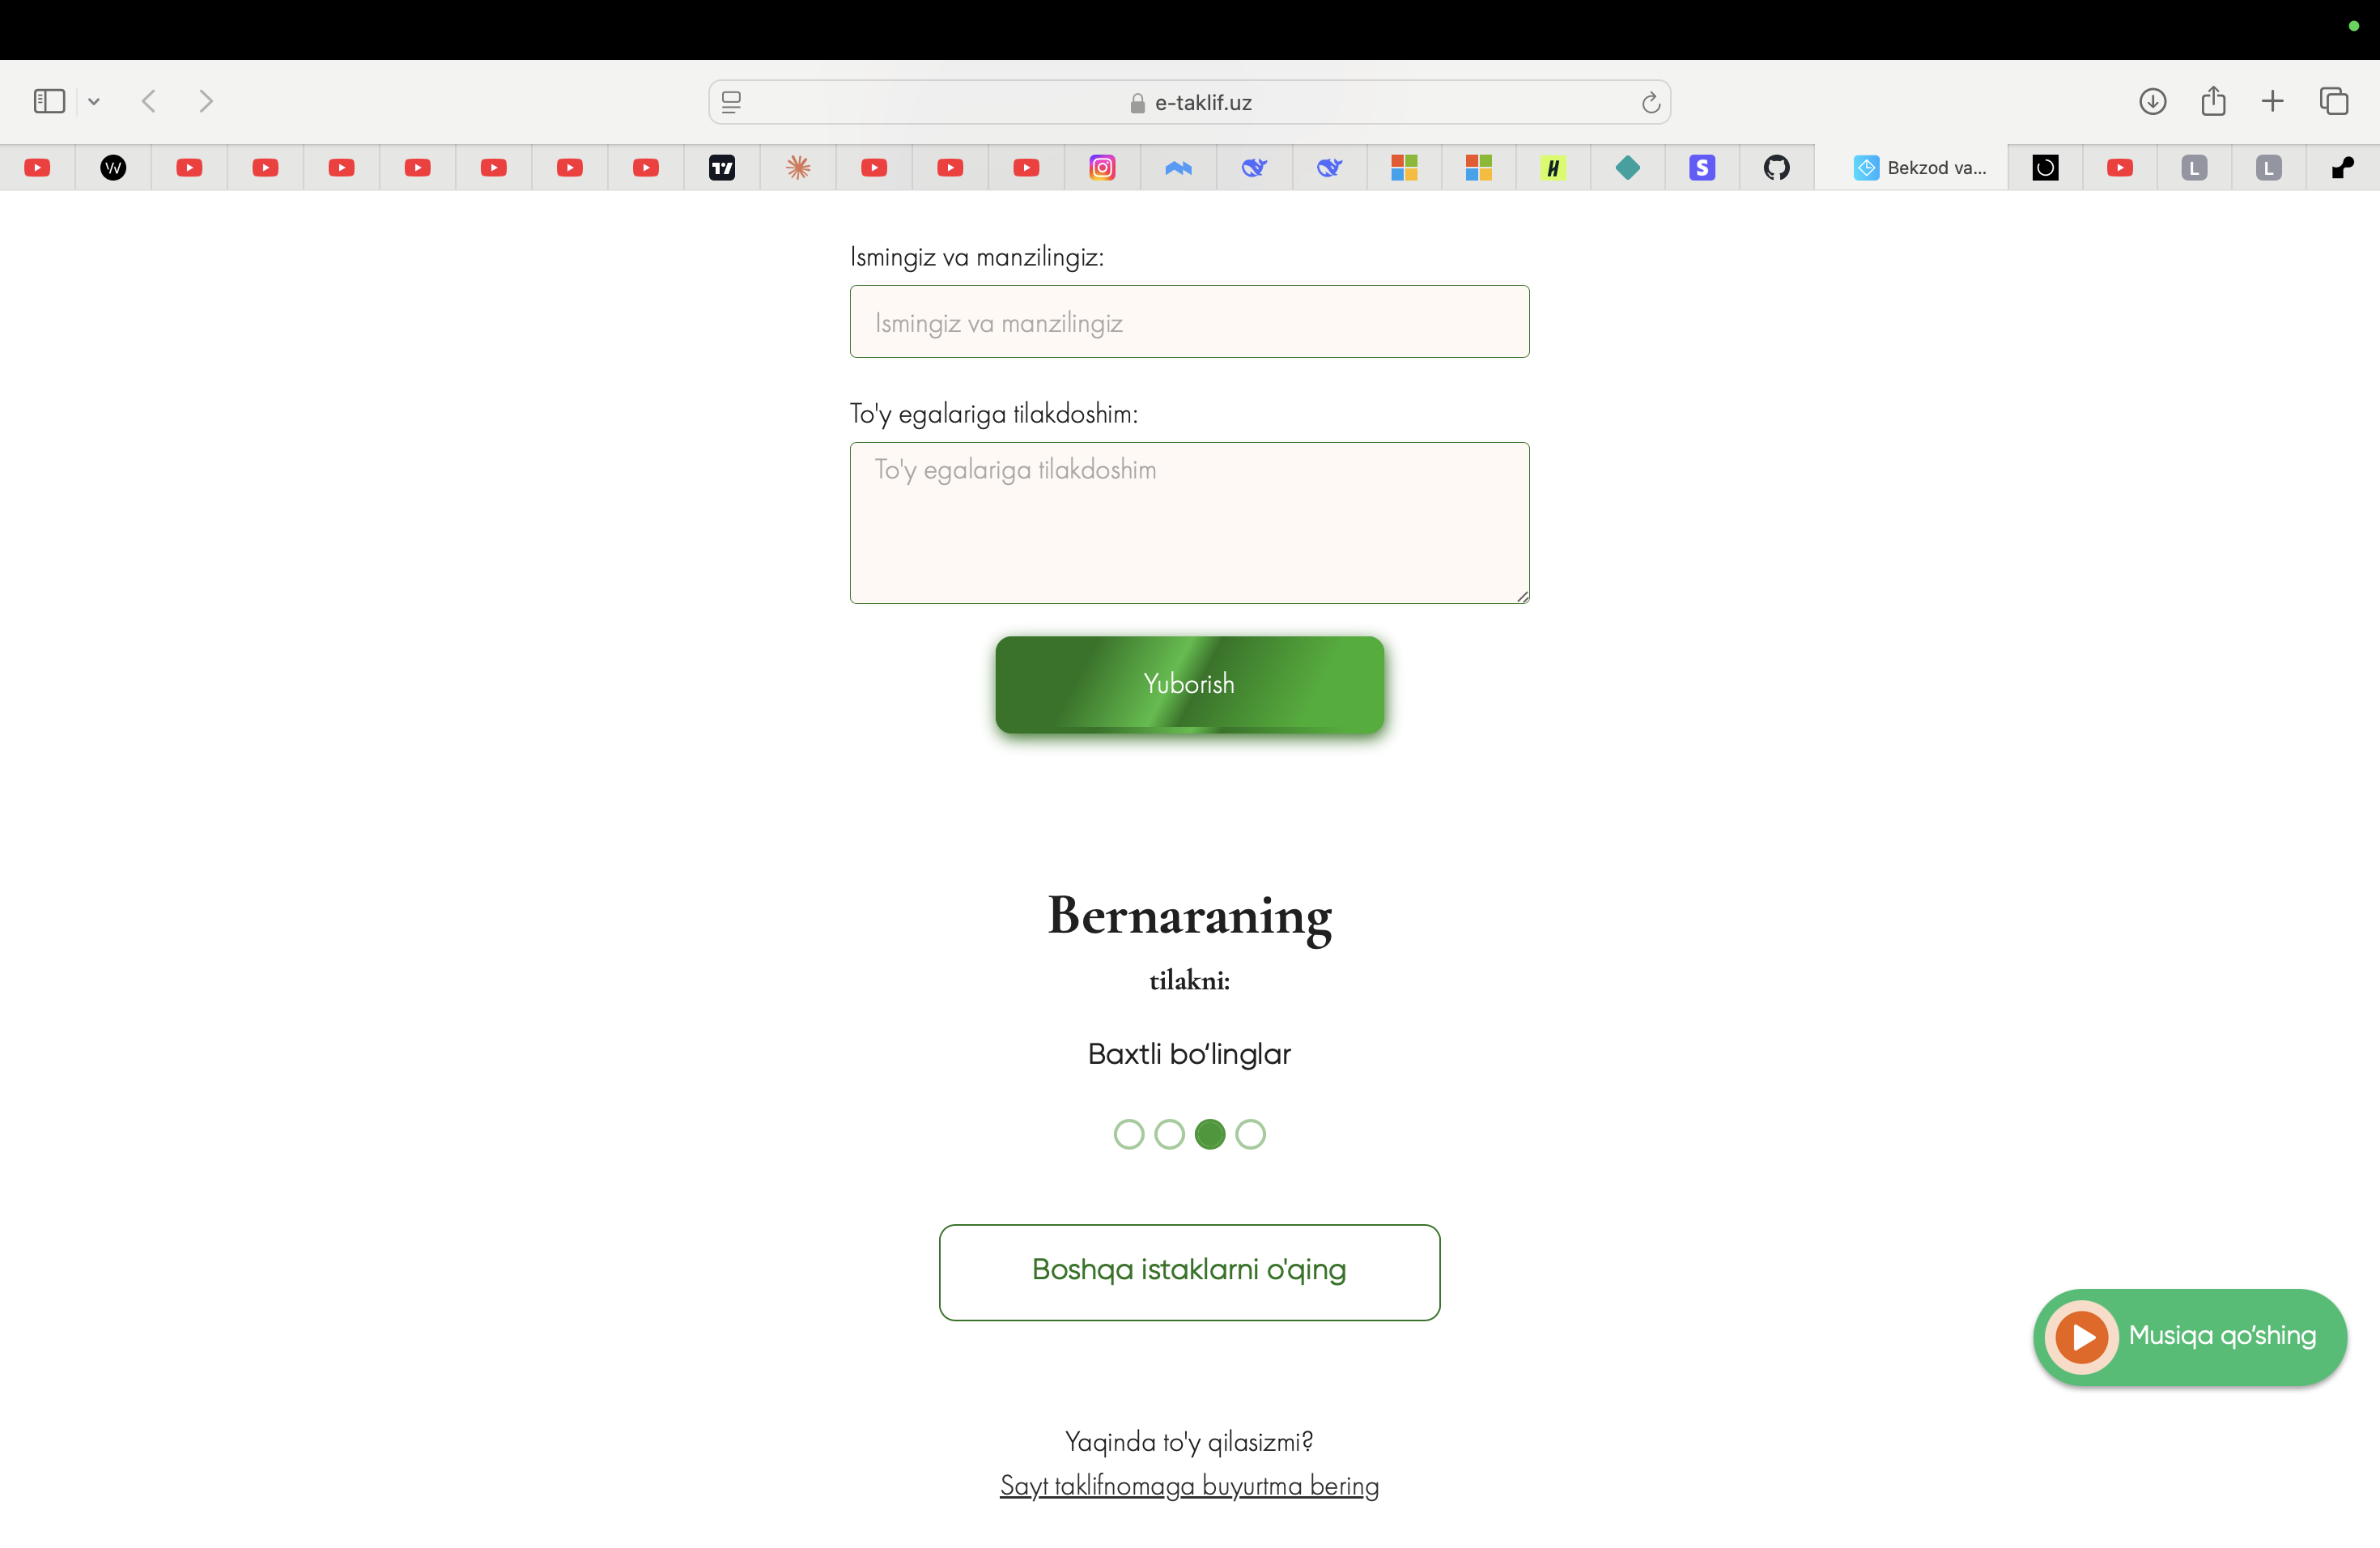 e-taklif.uz
Bekzod va...
Ismingiz va manzilingiz:
Ismingiz va manzilingiz
To'y egalariga tilakdoshim:
To'y egalariga tilakdoshim
Yuborish
Bernaraning
tilakni:
Baxtli bo‘linglar
Boshqa istaklarni o'qing
Musiqa qo‘shing
Yaqinda to'y qilasizmi?
Sayt taklifnomaga buyurtma bering